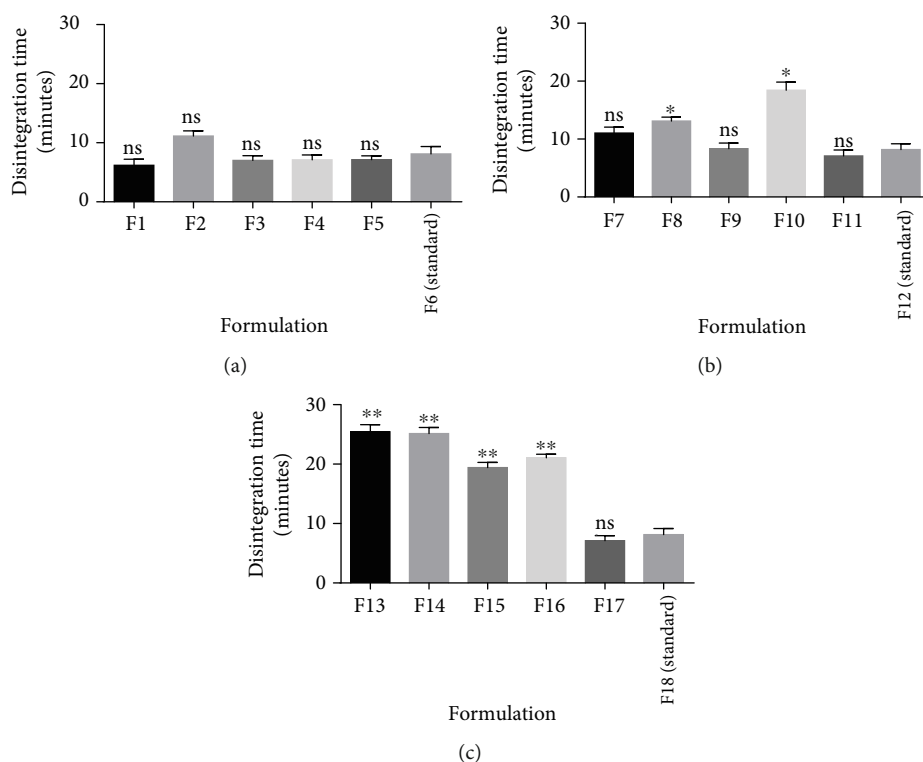 30
20
10
0
Disintegration time
(minutes)
ns
ns
ns
ns
ns
F1
F2
F3
F4
F5
F6 (standard)
Formulation
(a)
30
20
10
0
Disintegration time
(minutes)
ns
*
ns
*
ns
F7
F8
F9
F10
F11
F12 (standard)
Formulation
(b)
30
20
10
0
Disintegration time
(minutes)
**
**
**
**
ns
F13
F14
F15
F16
F17
F18 (standard)
Formulation
(c)